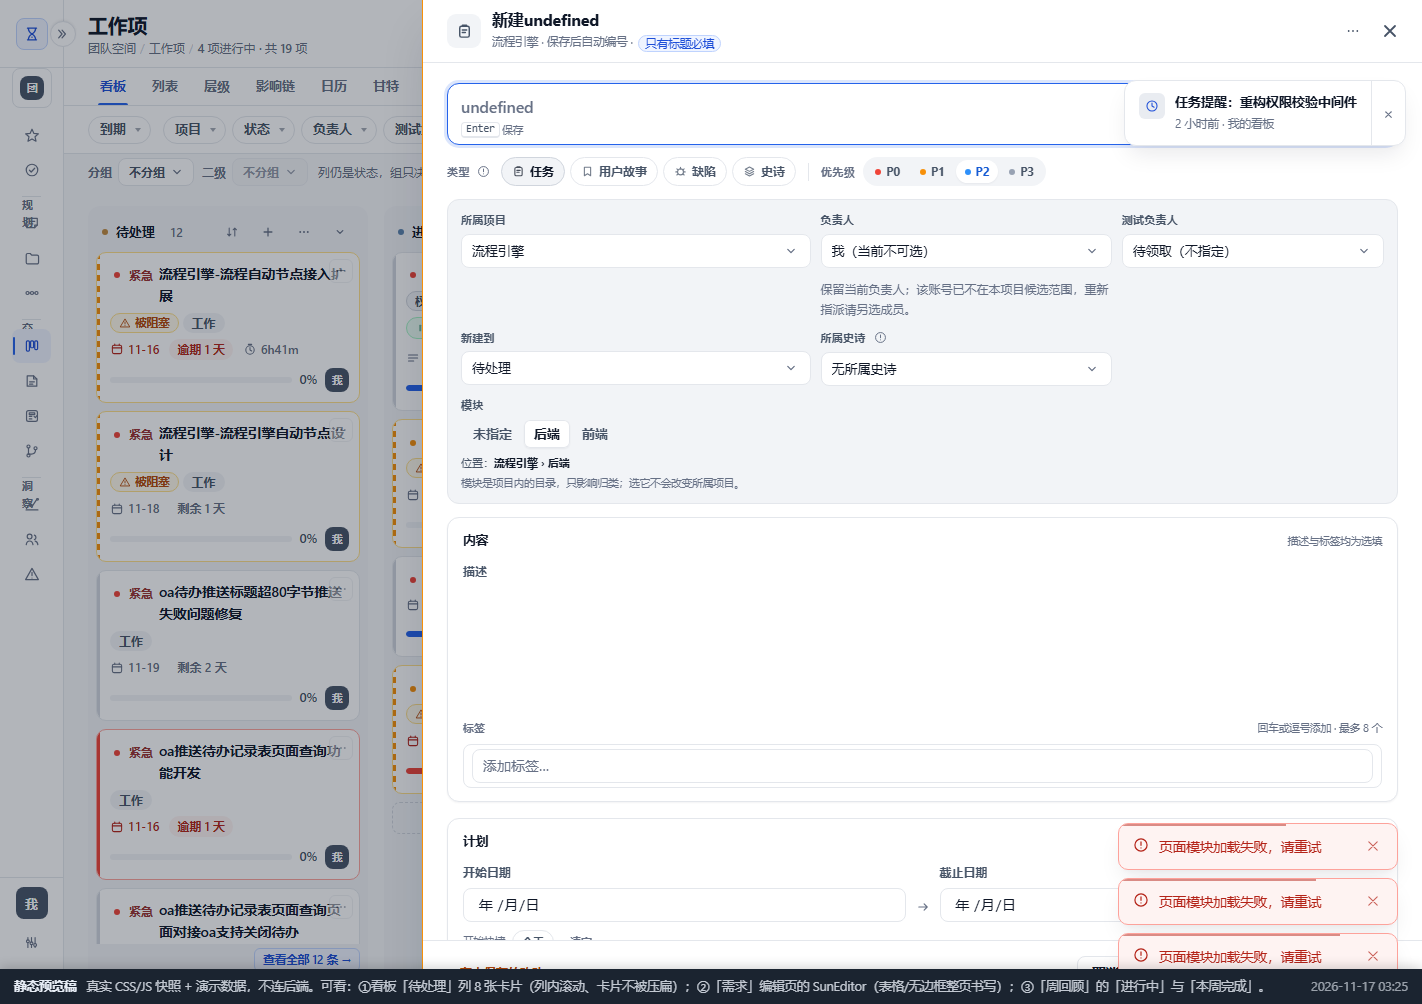 工作项
团队空间 / 工作项 / 4 项进行中 · 共 19 项
看板 列表 层级 影响链 日历 甘特
到期 项目 状态 负责人 测试
分组 不分组 二级 不分组 列仍是状态，组只决
团
规划
洞察
我
待处理 12
紧急 流程引擎-流程自动节点接入扩展
被阻塞 工作
11-16 逾期 1 天 6h41m
0% 我
紧急 流程引擎-流程引擎自动节点设计
被阻塞 工作
11-18 剩余 1 天
0% 我
紧急 oa待办推送标题超80字节推送失败问题修复
工作
11-19 剩余 2 天
0% 我
紧急 oa推送待办记录表页面查询功能开发
工作
11-16 逾期 1 天
0% 我
紧急 oa推送待办记录表页面查询页面对接oa支持关闭待办
查看全部 12 条 →
新建undefined
流程引擎 · 保存后自动编号 · 只有标题必填
undefined
Enter 保存
任务提醒：重构权限校验中间件
2 小时前 · 我的看板
类型 任务 用户故事 缺陷 史诗 优先级 P0 P1 P2 P3
所属项目 负责人 测试负责人
流程引擎 我（当前不可选） 待领取（不指定）
保留当前负责人；该账号已不在本项目候选范围，重新指派请另选成员。
新建到 所属史诗
待处理 无所属史诗
模块
未指定 后端 前端
位置：流程引擎 › 后端
模块是项目内的目录，只影响归类；选它不会改变所属项目。
内容 描述与标签均为选填
描述
标签 回车或逗号添加 · 最多 8 个
添加标签...
计划
开始日期 截止日期
年 /月/日 → 年 /月/日
页面模块加载失败，请重试
页面模块加载失败，请重试
页面模块加载失败，请重试
静态预览稿 真实 CSS/JS 快照 + 演示数据，不连后端。可看：①看板「待处理」列 8 张卡片（列内滚动、卡片不被压扁）；②「需求」编辑页的 SunEditor（表格/无边框整页书写）；③「周回顾」的「进行中」与「本周完成」。 2026-11-17 03:25